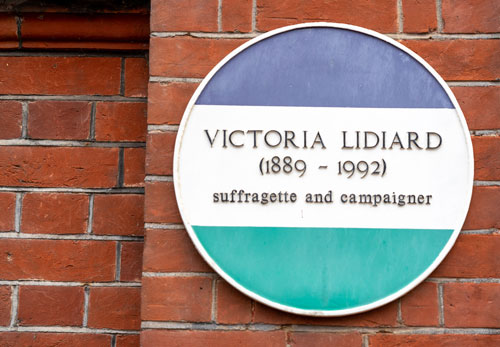 VICTORIA LIDIARD
(1889 - 1992)
suffragette and campaigner